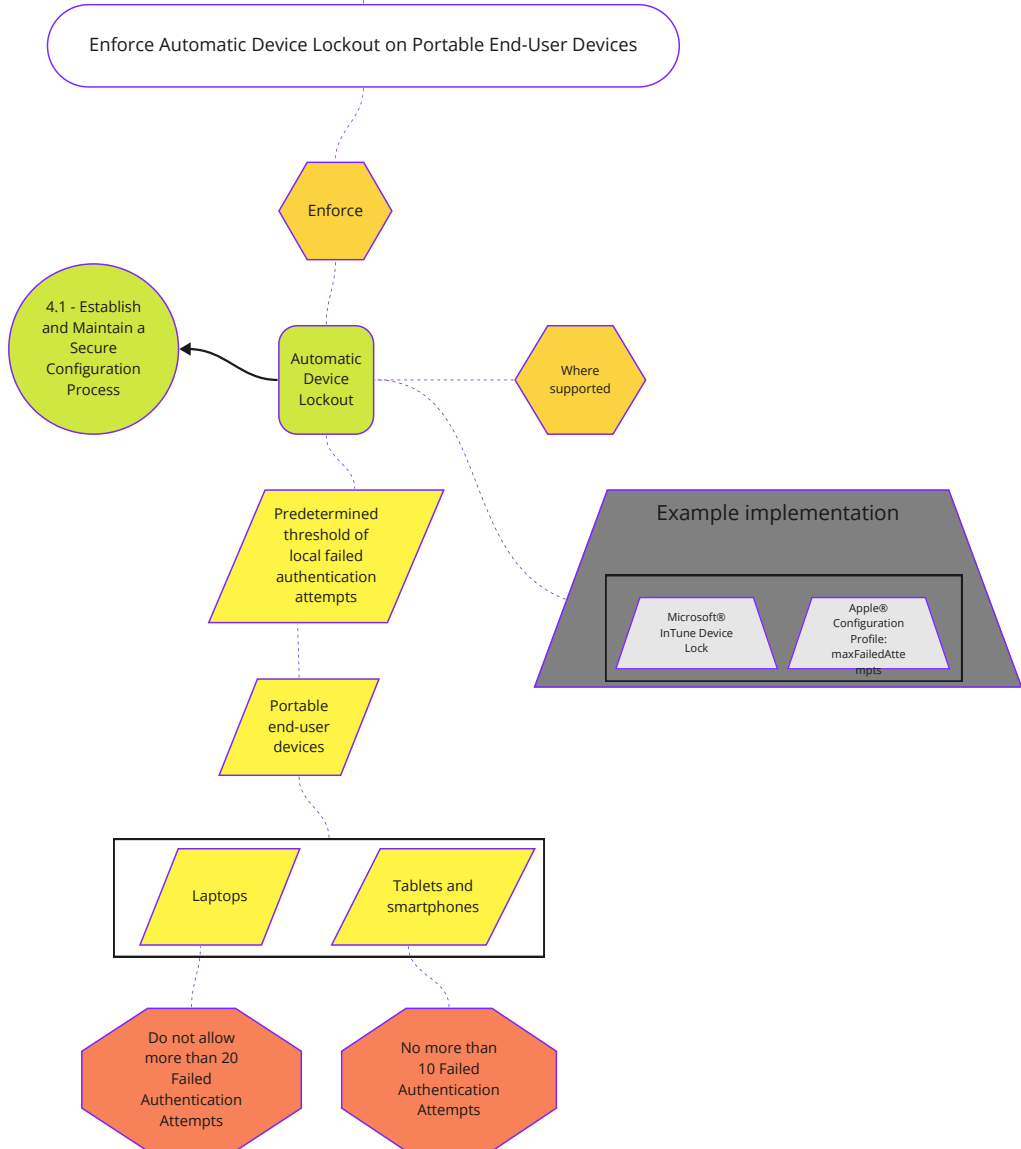 Enforce Automatic Device Lockout on Portable End-User Devices
Enforce
4.1 - Establish
and Maintain a
Secure
Configuration
Process
Automatic
Device
Lockout
Where
supported
Predetermined
threshold of
local failed
authentication
attempts
Example implementation
Microsoft®
InTune Device
Lock
Apple®
Configuration
Profile:
maxFailedAtte
mpts
Portable
end-user
devices
Laptops
Tablets and
smartphones
Do not allow
more than 20
Failed
Authentication
Attempts
No more than
10 Failed
Authentication
Attempts